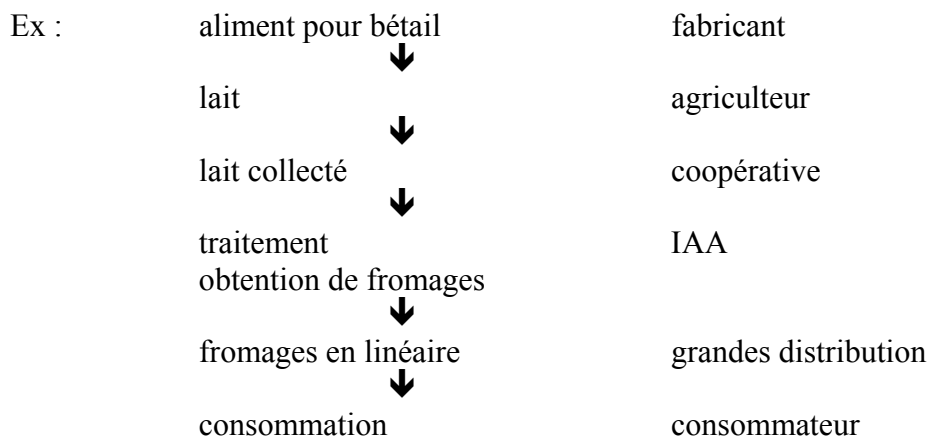 Ex : aliment pour bétail fabricant
lait agriculteur
lait collecté coopérative
traitement IAA
obtention de fromages
fromages en linéaire grandes distribution
consommation consommateur